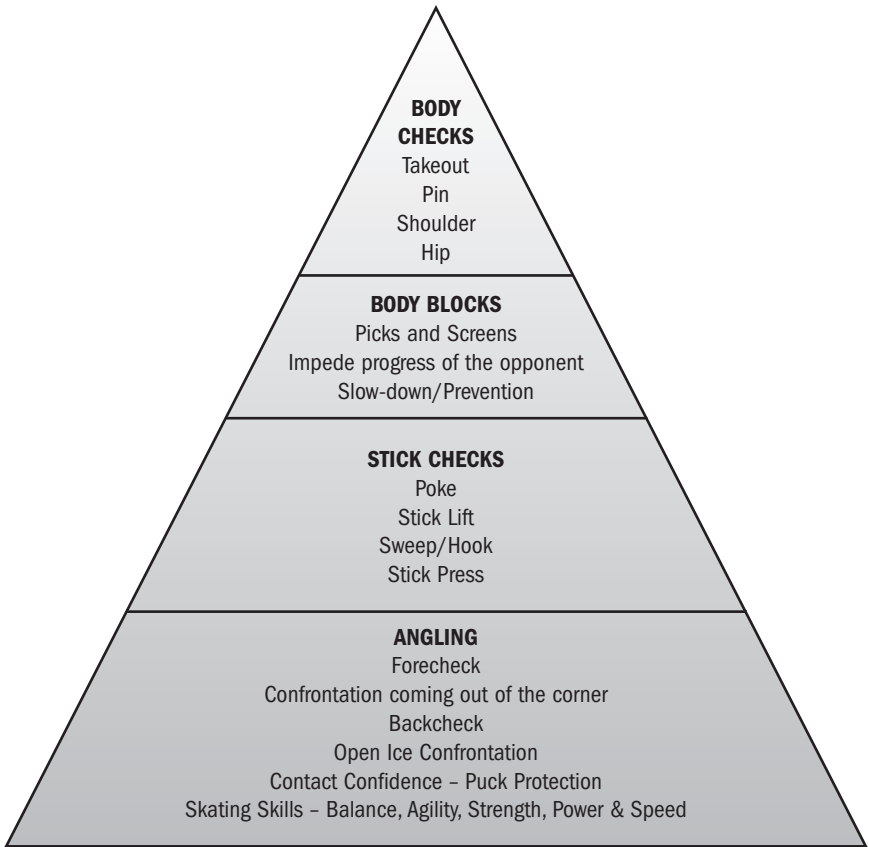 BODY
CHECKS
Takeout
Pin
Shoulder
Hip
BODY BLOCKS
Picks and Screens
Impede progress of the opponent
Slow-down/Prevention
STICK CHECKS
Poke
Stick Lift
Sweep/Hook
Stick Press
ANGLING
Forecheck
Confrontation coming out of the corner
Backcheck
Open Ice Confrontation
Contact Confidence – Puck Protection
Skating Skills – Balance, Agility, Strength, Power & Speed